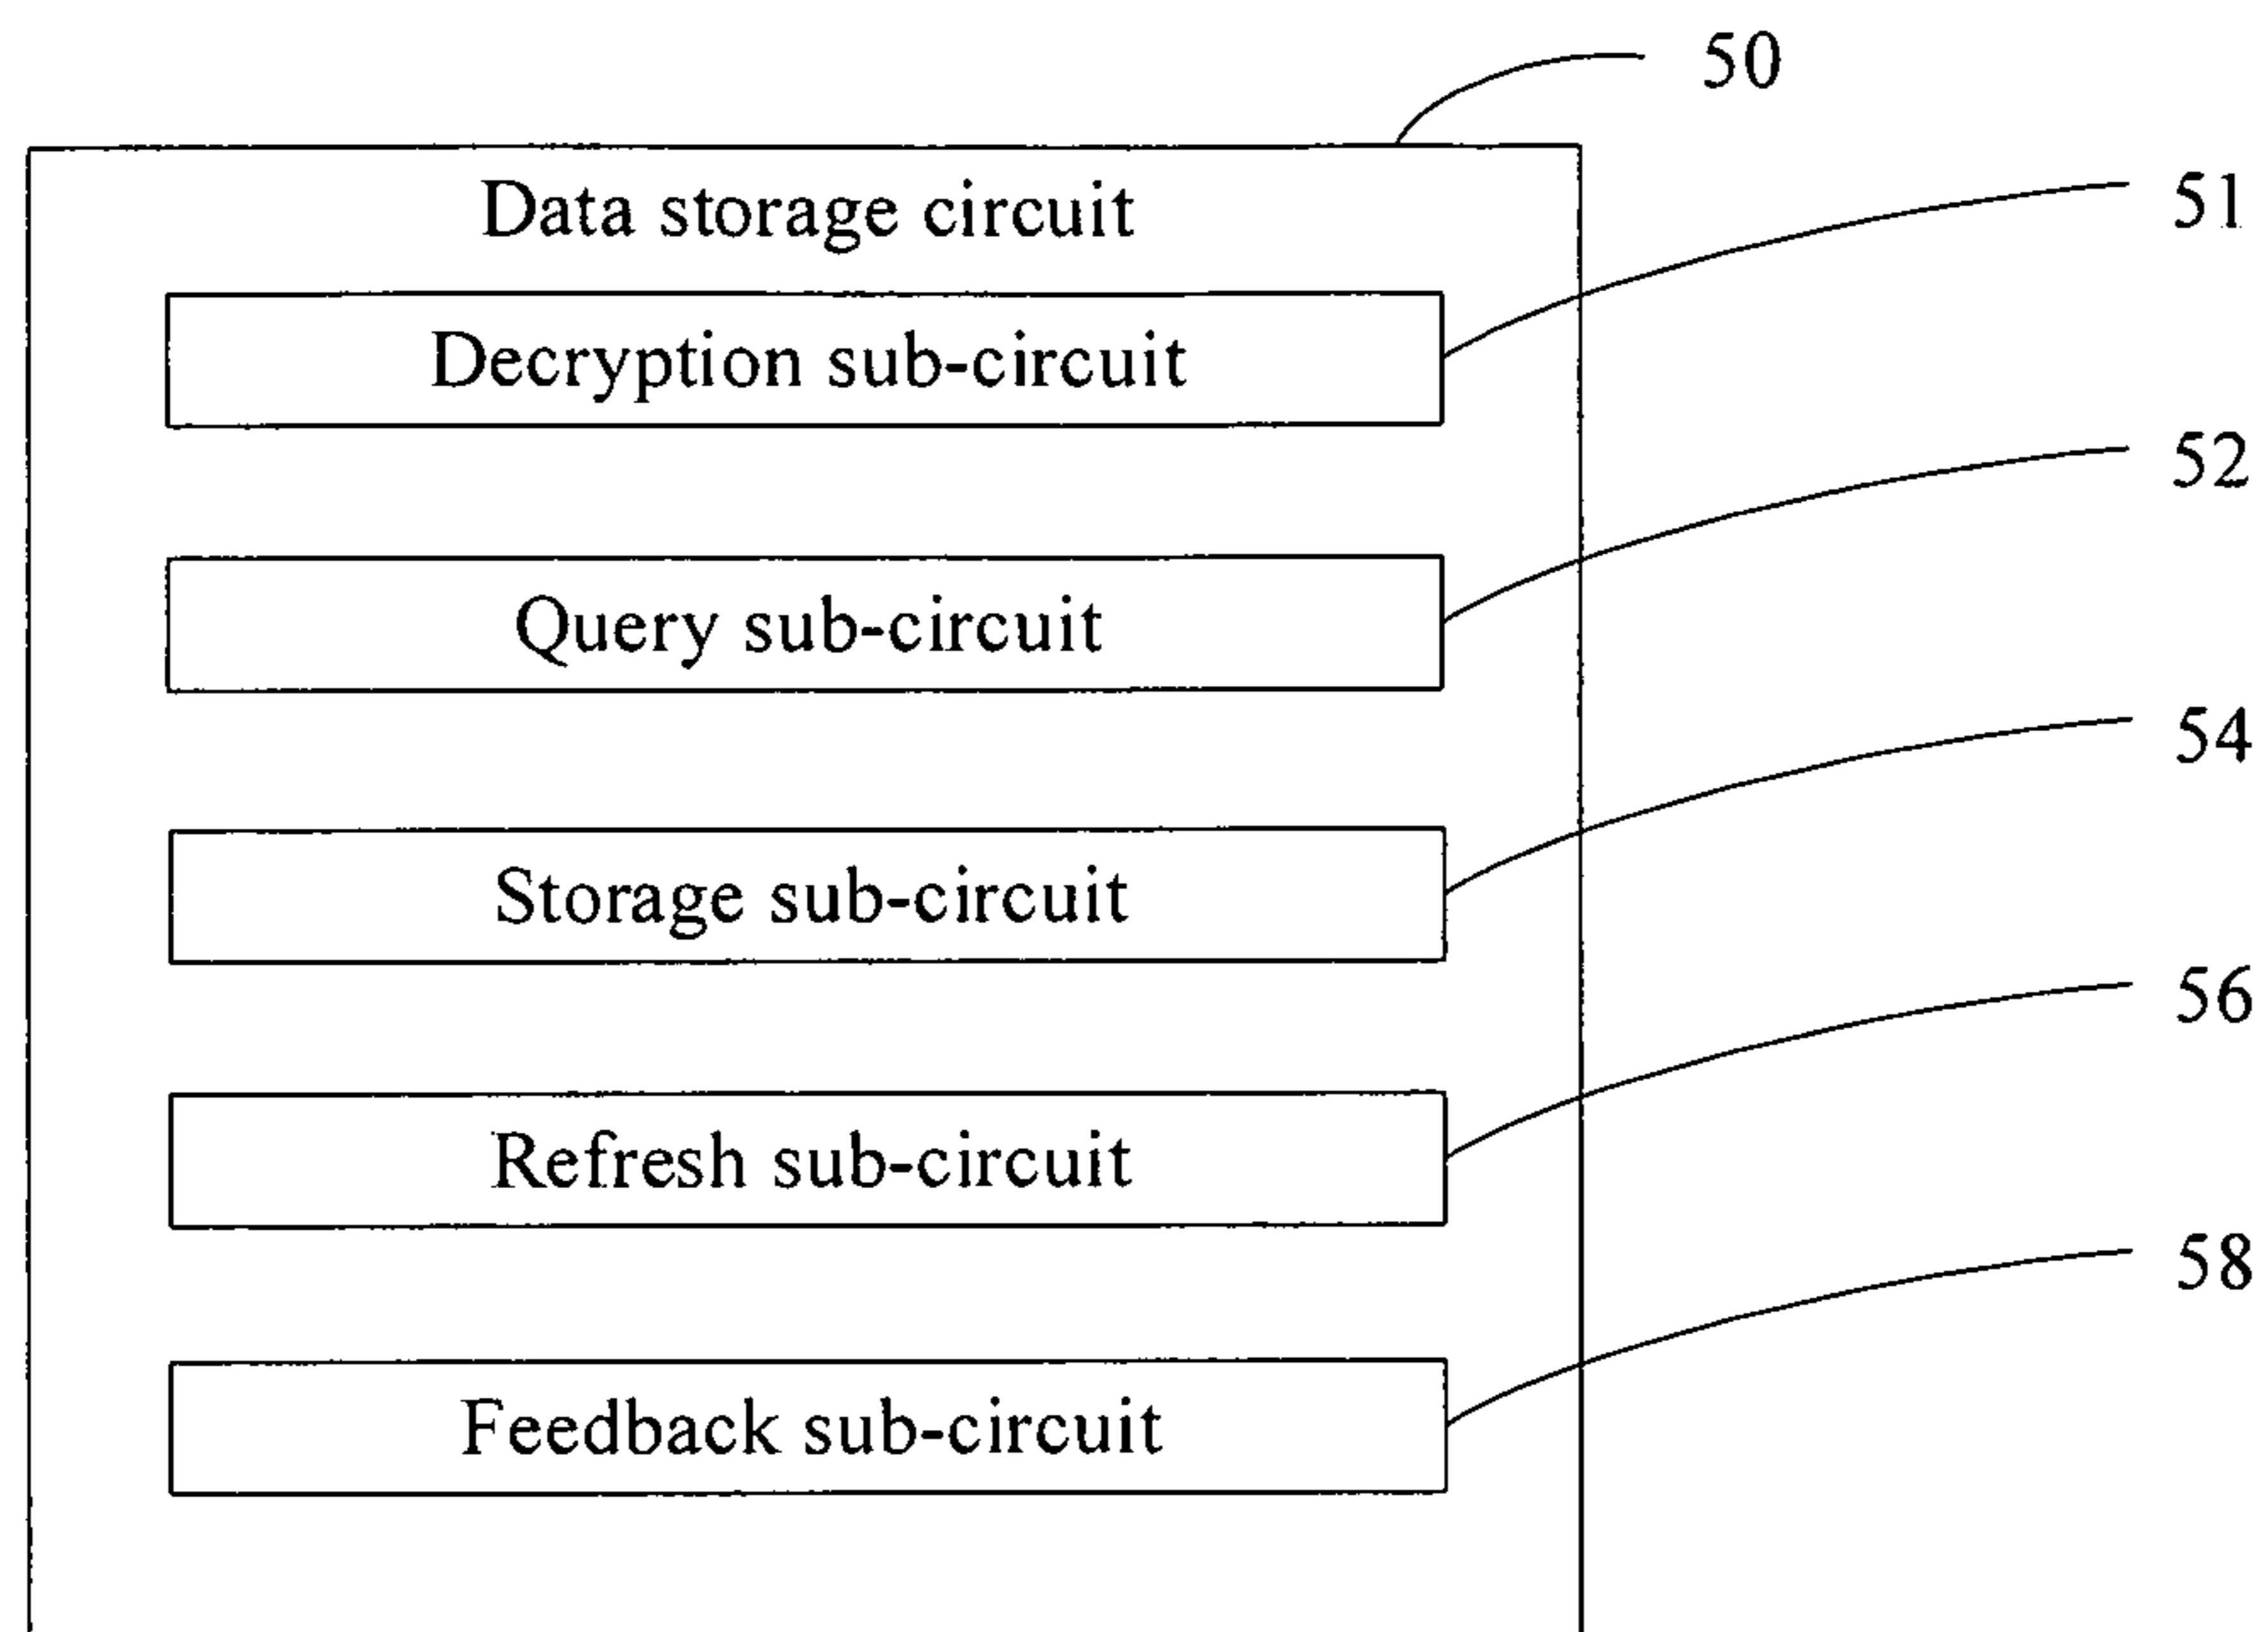 50
Data storage circuit
51
Decryption sub-circuit
52
Query sub-circuit
54
Storage sub-circuit
56
Refresh sub-circuit
58
Feedback sub-circuit